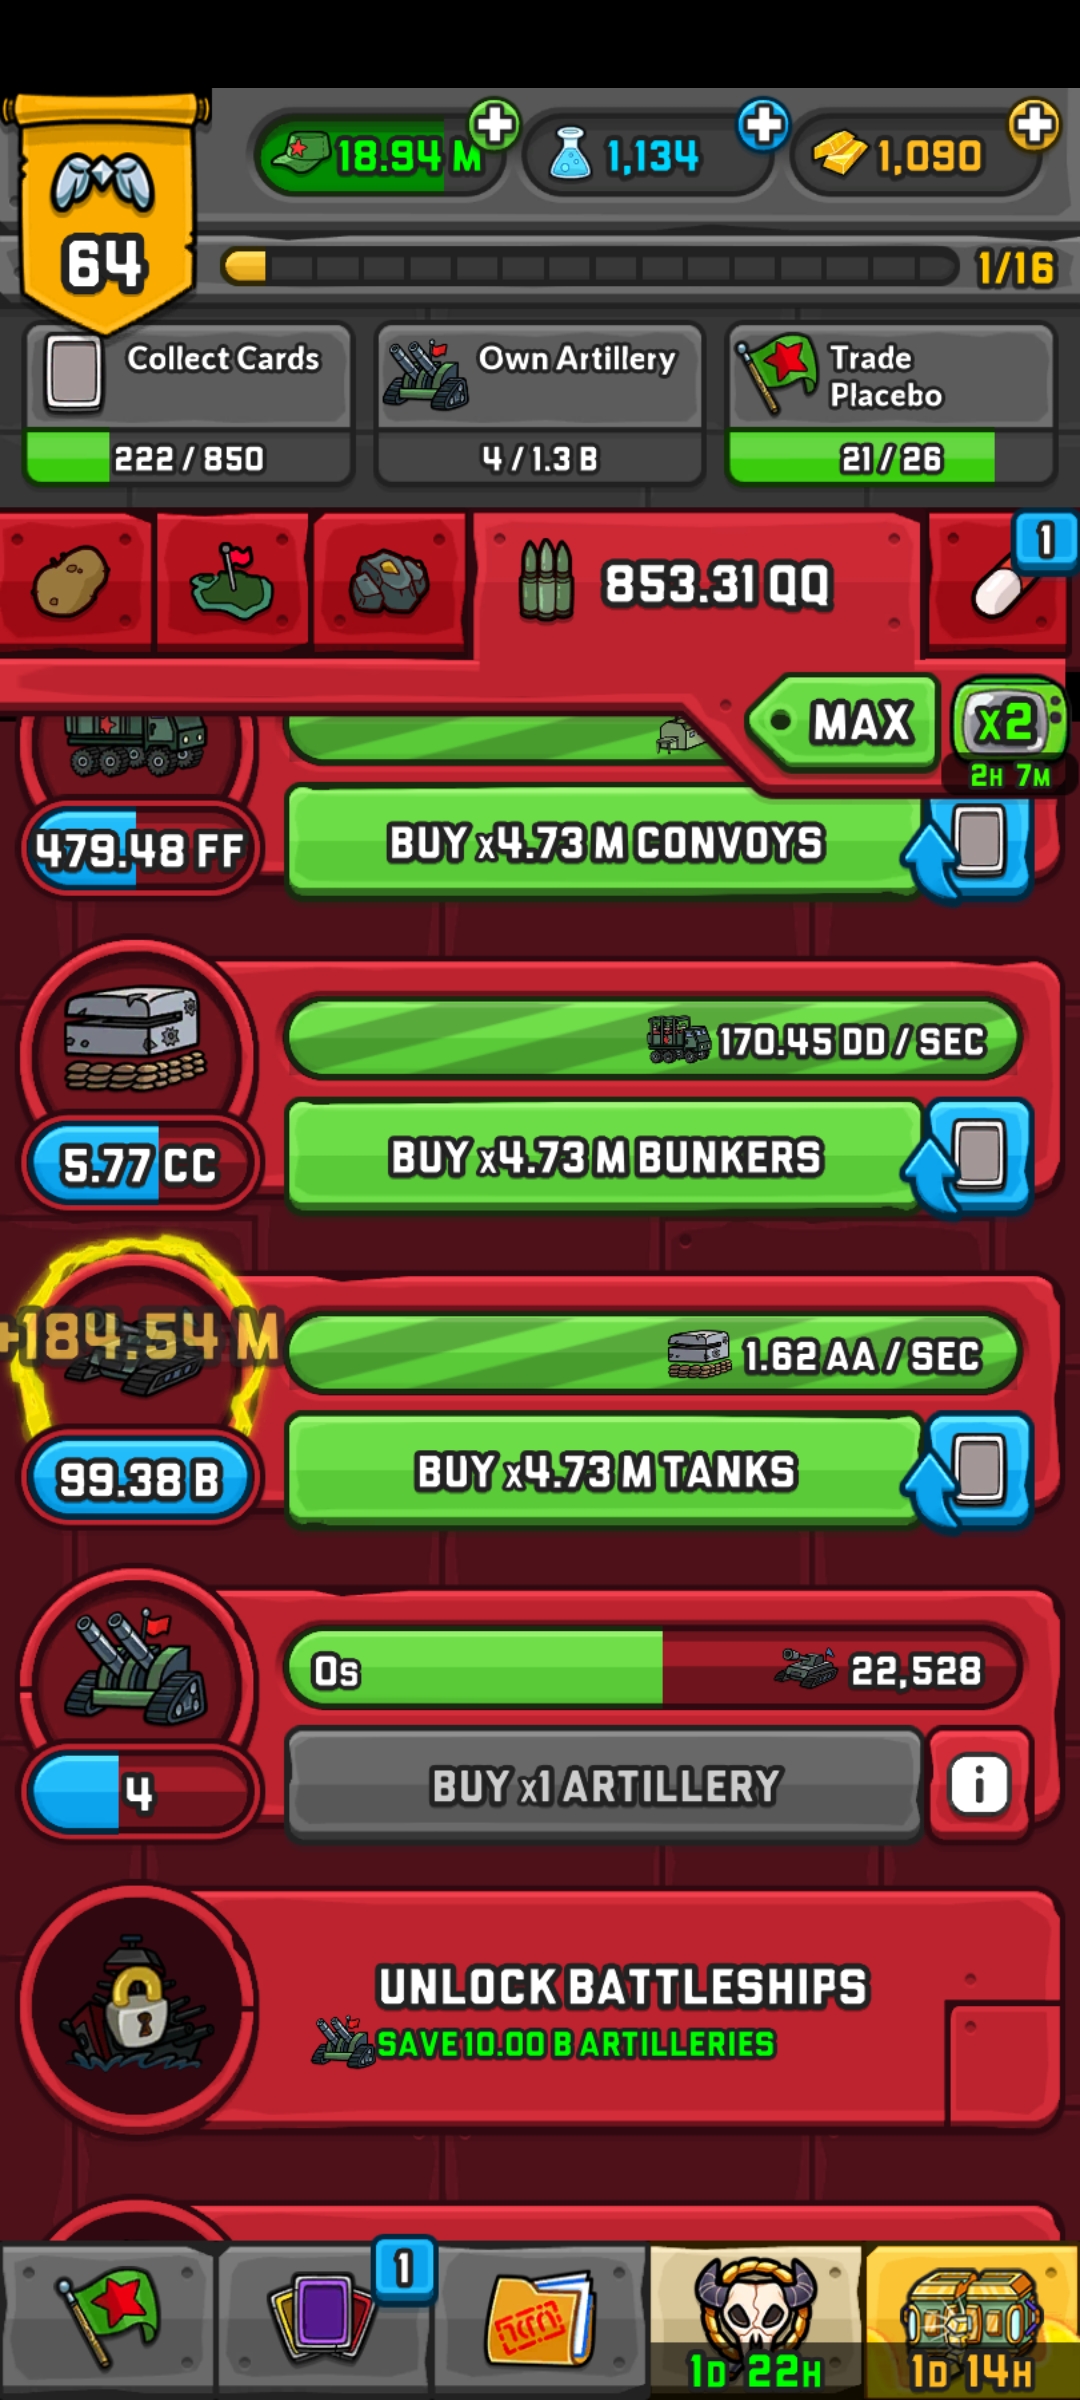 18.94 M
1,134
1,090
64
1/16
Collect Cards
222 / 850
Own Artillery
4 / 1.3 B
Trade
Placebo
21 / 26
853.31 QQ
1
MAX
x2
2H 7M
479.48 FF
BUY x4.73 M CONVOYS
170.45 DD / SEC
5.77 CC
BUY x4.73 M BUNKERS
+184.54 M
1.62 AA / SEC
99.38 B
BUY x4.73 M TANKS
0s
22,528
4
BUY x1 ARTILLERY
i
UNLOCK BATTLESHIPS
SAVE 10.00 B ARTILLERIES
1
1D 22H
1D 14H